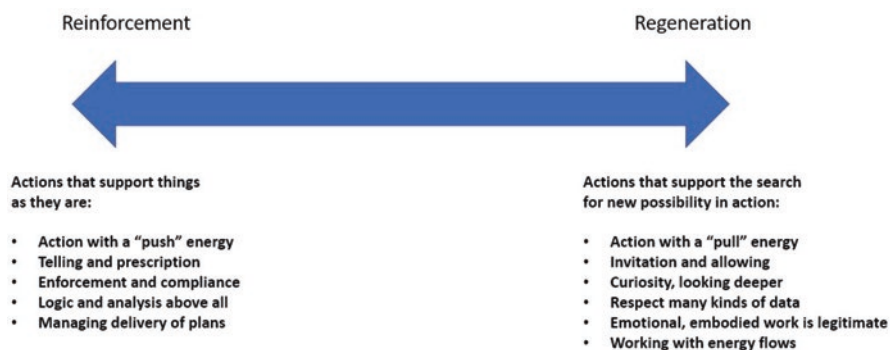 Reinforcement
Regeneration
Actions that support things
as they are:
• Action with a “push” energy
• Telling and prescription
• Enforcement and compliance
• Logic and analysis above all
• Managing delivery of plans
Actions that support the search
for new possibility in action:
• Action with a “pull” energy
• Invitation and allowing
• Curiosity, looking deeper
• Respect many kinds of data
• Emotional, embodied work is legitimate
• Working with energy flows